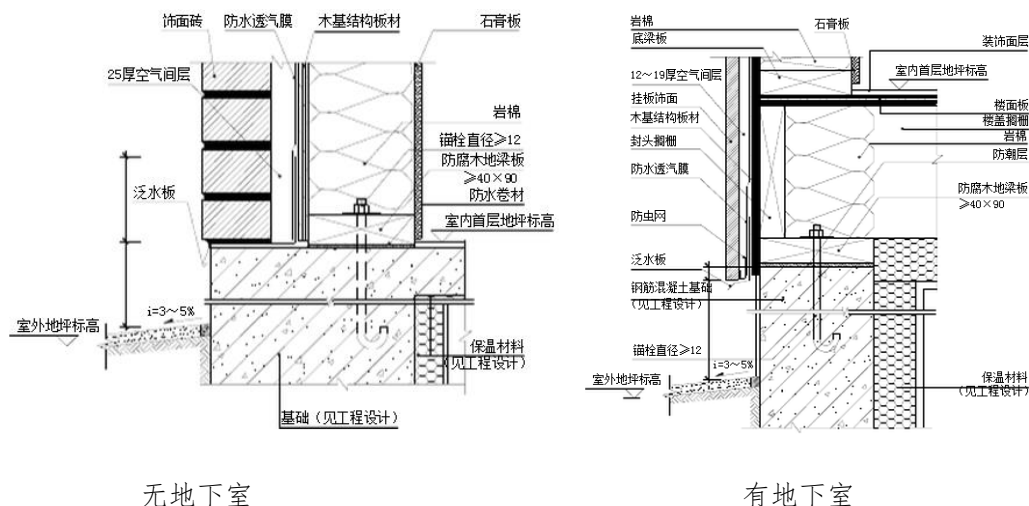 饰面砖
防水透汽膜
木基结构板材
石膏板
25厚空气间层
岩棉
锚栓直径≥12
防腐木地梁板
≥40×90
防水卷材
泛水板
室内首层地坪标高
i=3～5%
室外地坪标高
保温材料
(见工程设计)
基础(见工程设计)
无地下室
岩棉
底梁板
石膏板
装饰面层
室内首层地坪标高
12～19厚空气间层
挂板饰面
木基结构板材
封头搁栅
防水透汽膜
防虫网
泛水板
钢筋混凝土基础
(见工程设计)
锚栓直径≥12
楼面板
楼盖搁栅
岩棉
防潮层
防腐木地梁板
≥40×90
i=3～5%
室外地坪标高
保温材料
(见工程设计)
有地下室